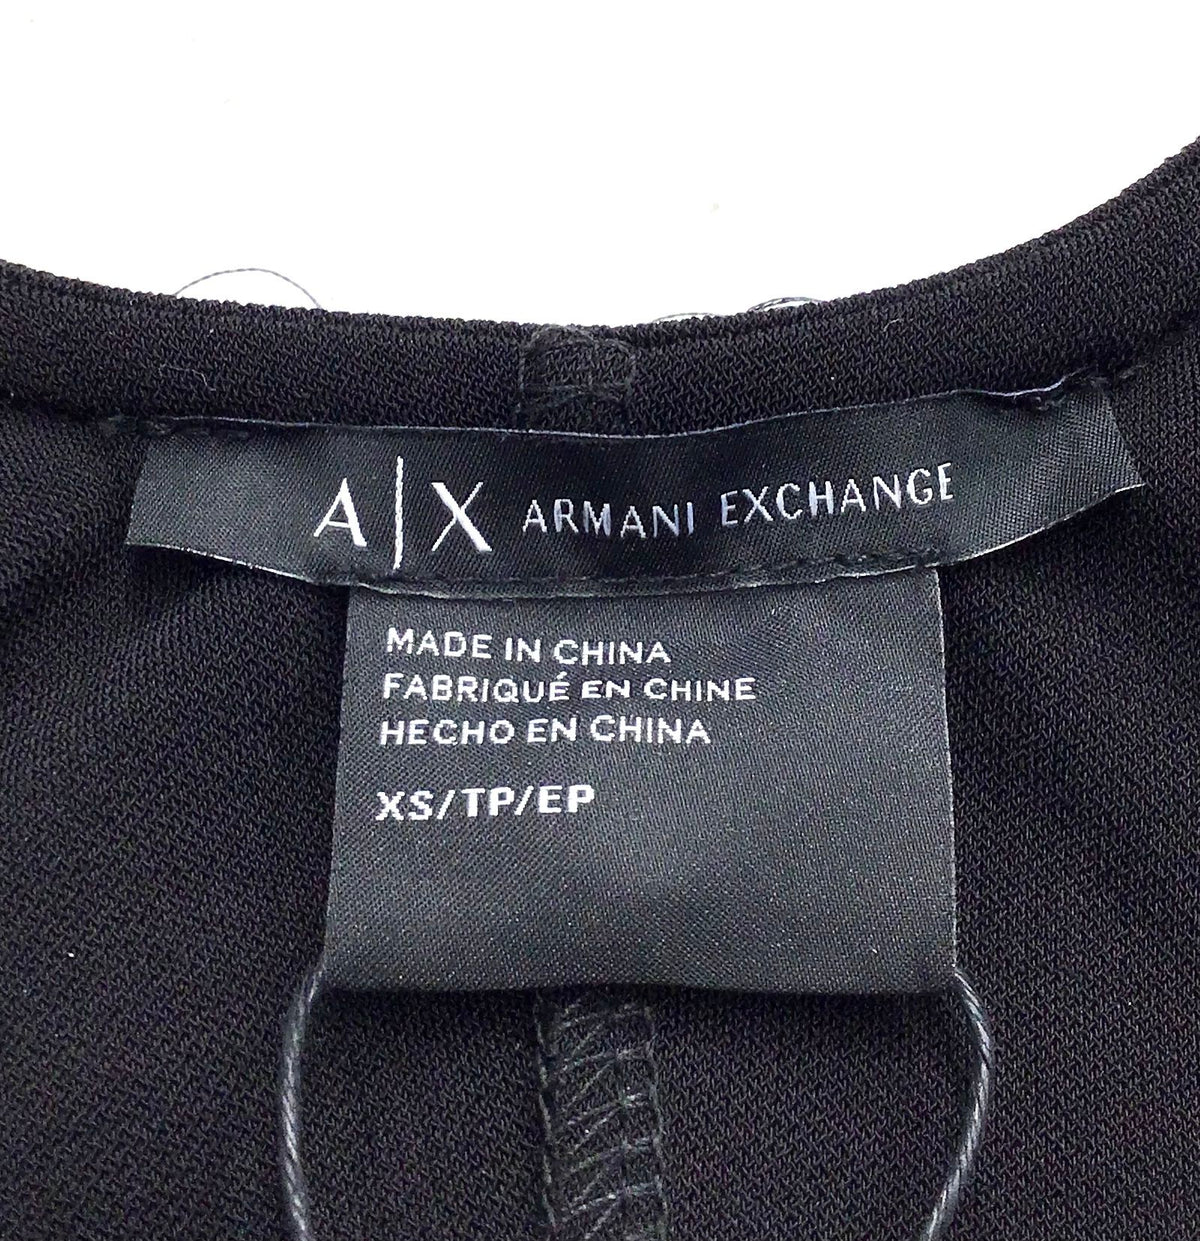 A|X ARMANI EXCHANGE
MADE IN CHINA
FABRIQUÉ EN CHINE
HECHO EN CHINA
XS/TP/EP